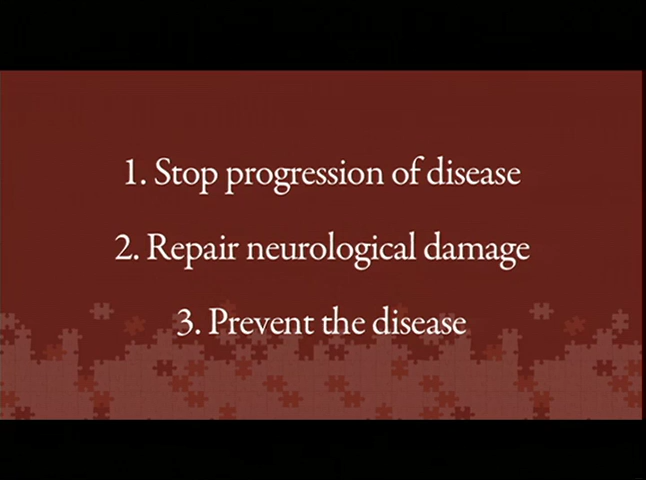 1. Stop progression of disease
2. Repair neurological damage
3. Prevent the disease